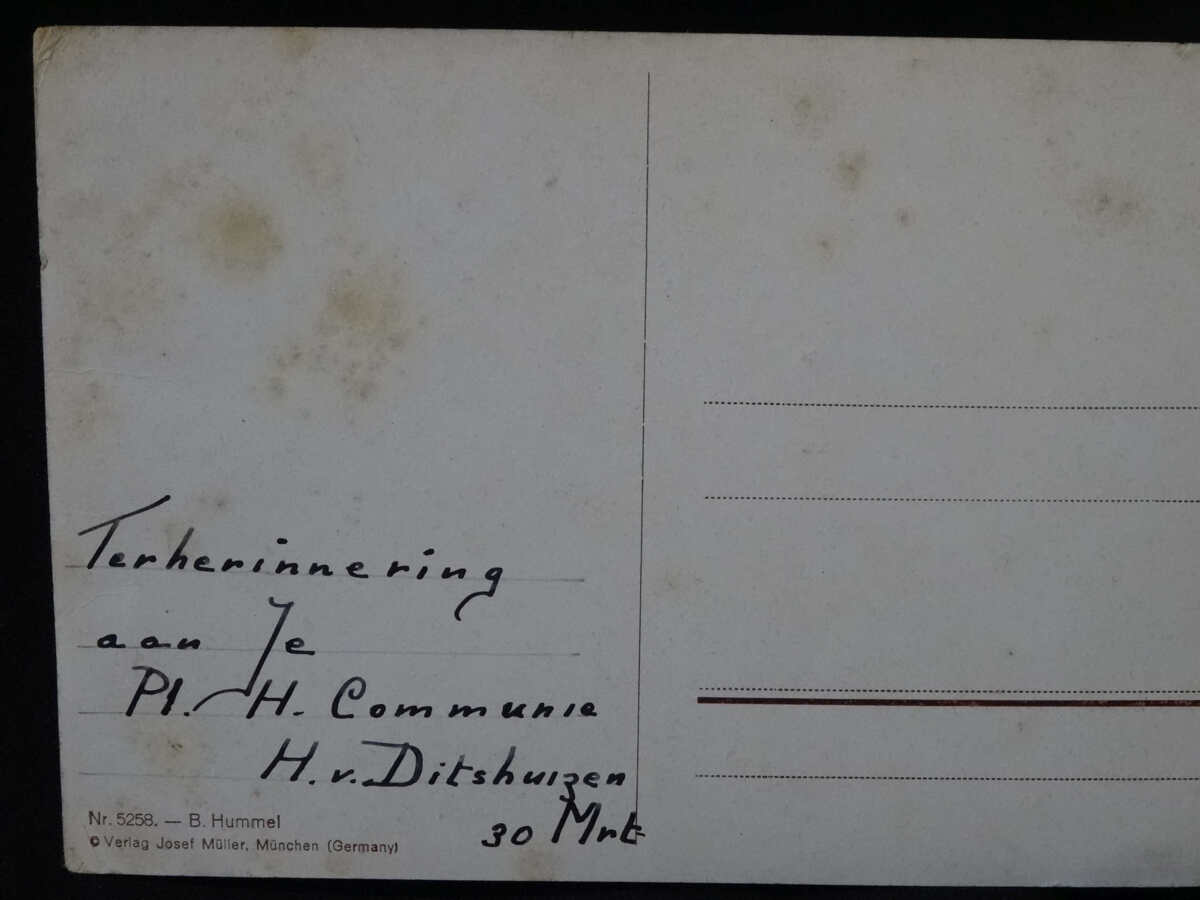 Terherinnering
aan Je
Pl. H. Communie
H. v. Ditshuizen
30 Mrt
Nr. 5258. — B. Hummel
© Verlag Josef Müller, München (Germany)